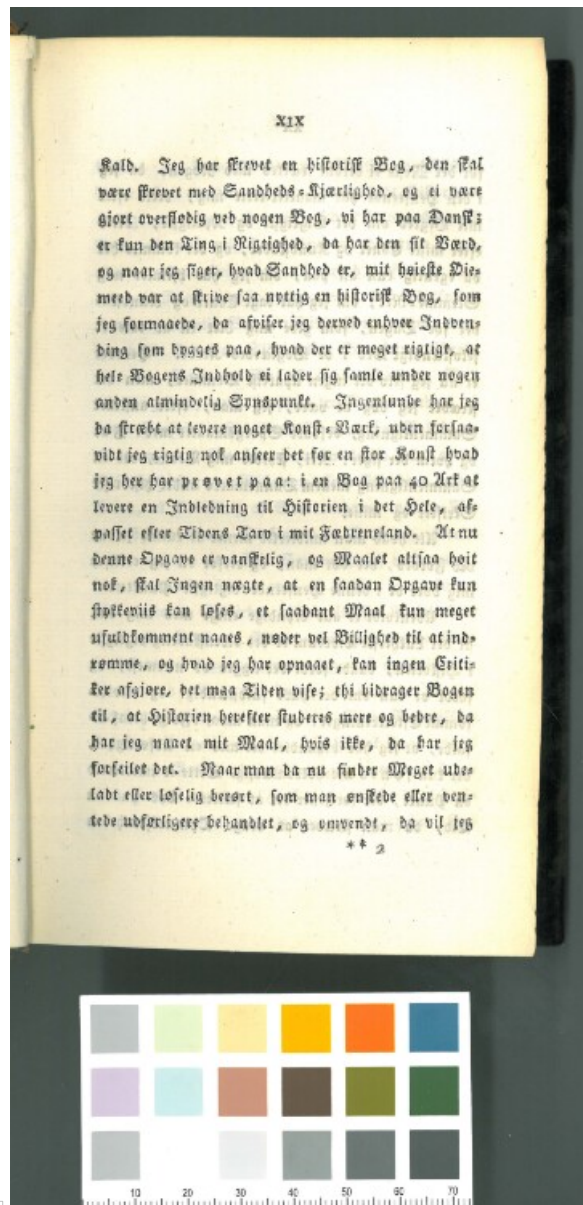 XIX
Kald. Jeg har skrevet en historisk Bog, den skal
være skrevet med Sandheds-Kjærlighed, og ei være
gjort overflødig ved nogen Bog, vi har paa Dansk;
er kun den Ting i Rigtighed, da har den sit Værd,
og naar jeg siger, hvad Sandhed er, mit høieste Øie-
meed var at skrive saa nyttig en historisk Bog, som
jeg formaaede, da afviser jeg derved enhver Indven-
ding som bygges paa, hvad der er meget rigtigt, at
hele Bogens Indhold ei lader sig samle under nogen
anden almindelig Synspunkt. Ingenlunde har jeg
da stræbt at levere noget Konst-Værk, uden forsaa-
vidt jeg rigtig nok anseer det for en stor Konst hvad
jeg her har prøvet paa: i en Bog paa 40 Ark at
levere en Indledning til Historien i det Hele, af-
passet efter Tidens Tarv i mit Fædreneland. At nu
denne Opgave er vanskelig, og Maalet altsaa høit
nok, skal Ingen nægte, at en saadan Opgave kun
stykkeviis kan løses, et saadant Maal kun meget
ufuldkomment naaes, nøder vel Billighed til at ind-
rømme, og hvad jeg har opnaaet, kan ingen Criti-
ker afgjøre, det maa Tiden vise; thi bidrager Bogen
til, at Historien herefter studeres mere og bedre, da
har jeg naaet mit Maal, hvis ikke, da har jeg
forfeilet det. Naar man da nu finder Meget ude-
ladt eller løselig berørt, som man ønskede eller ven-
tede udførligere behandlet, og omvendt, da vil jeg
** 2
10 20 30 40 50 60 70